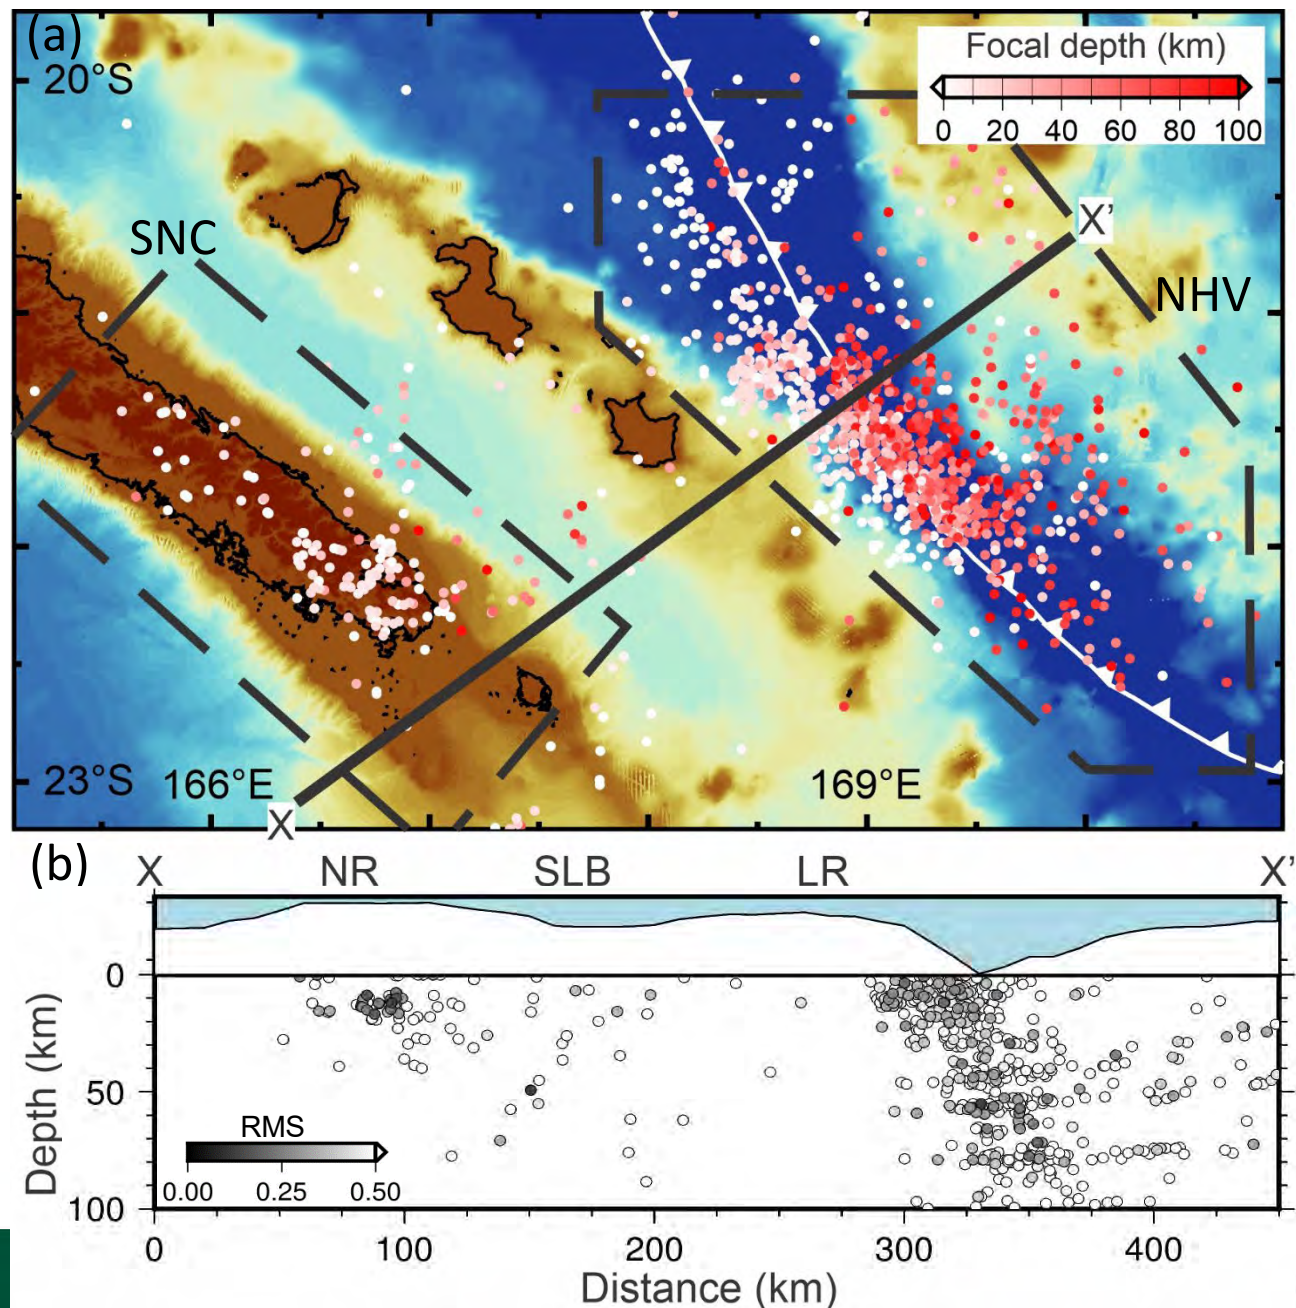 (a)
Focal depth (km)
0 20 40 60 80 100
20°S
SNC
X'
NHV
23°S 166°E 169°E
X
(b)
X NR SLB LR X'
0
50
100
Depth (km)
RMS
0.00 0.25 0.50
0 100 200 300 400
Distance (km)